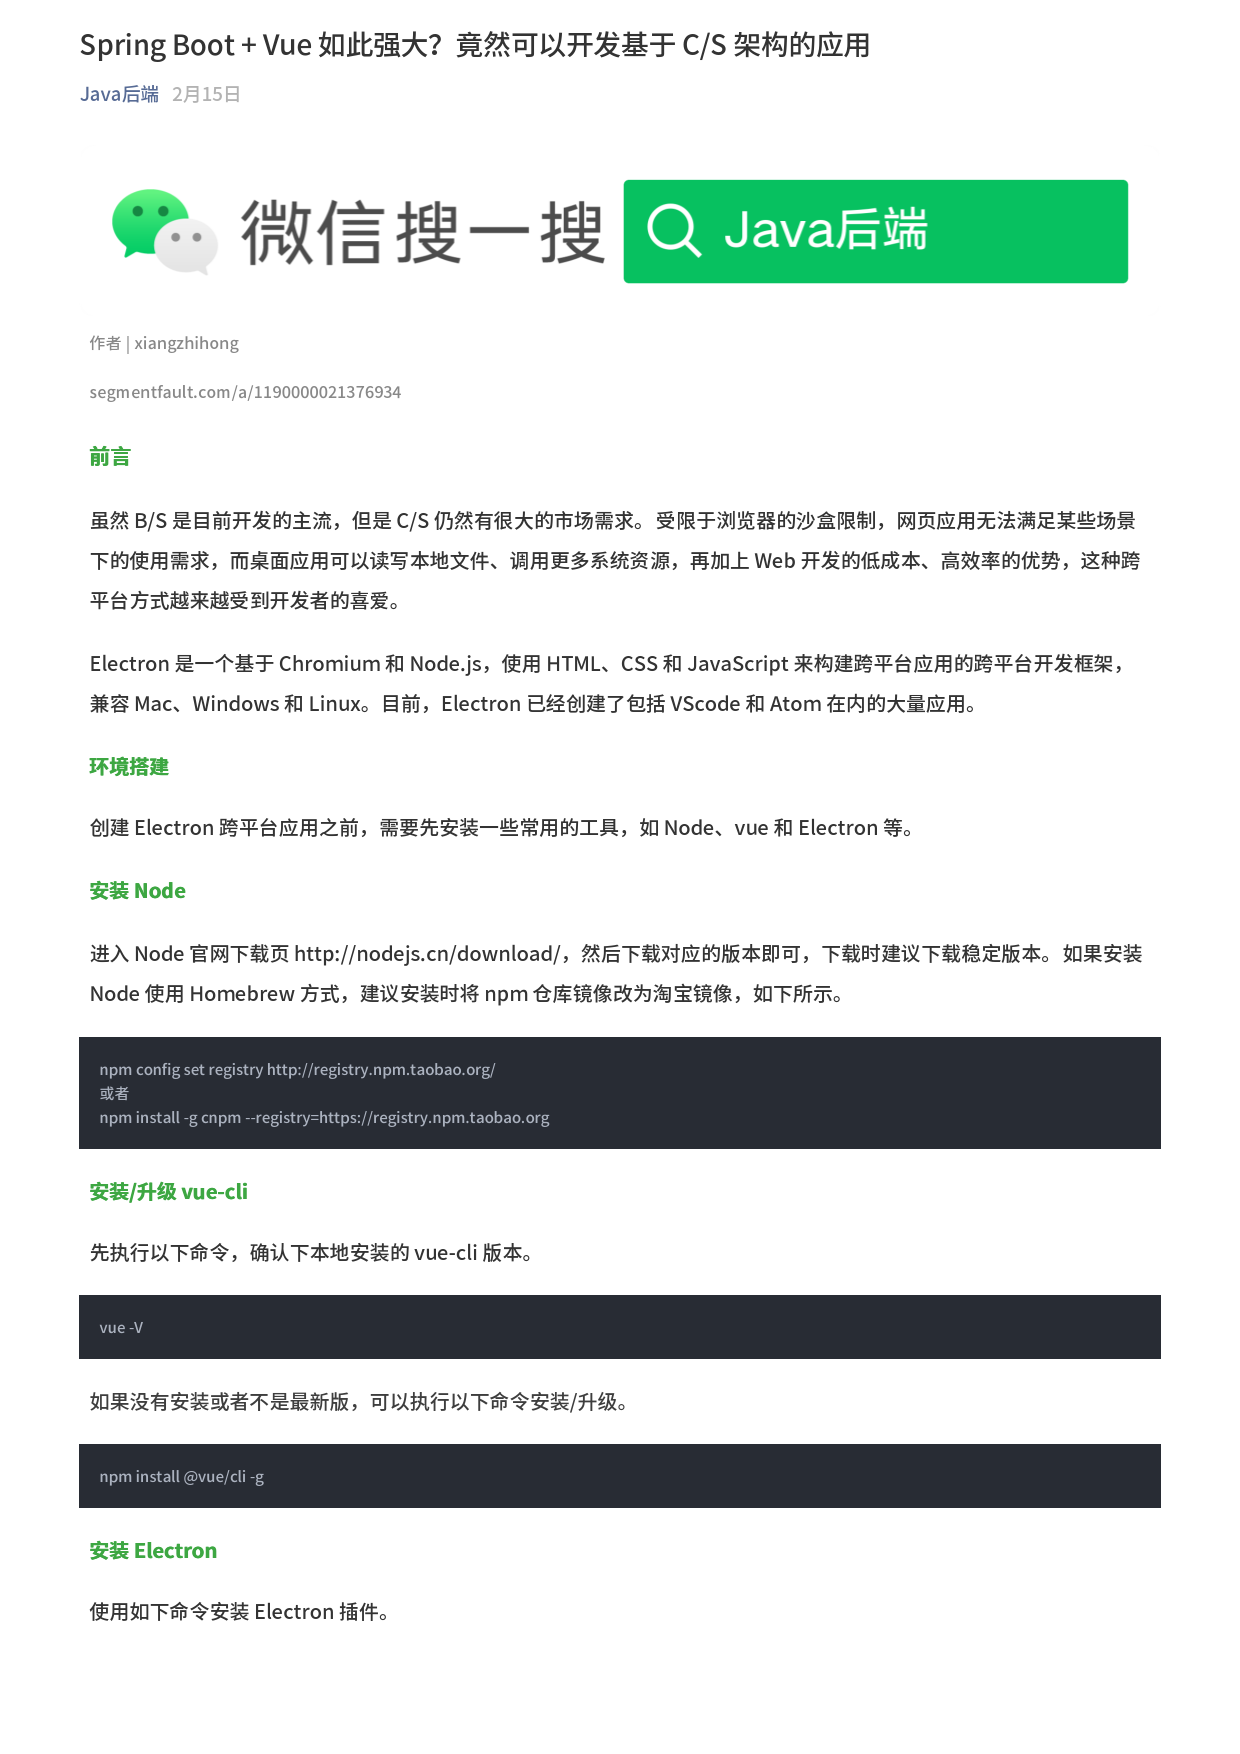 Spring Boot + Vue 如此强大？竟然可以开发基于 C/S 架构的应用
Java后端 2月15日
微信搜一搜 Java后端
作者 | xiangzhihong
segmentfault.com/a/1190000021376934
前言
虽然 B/S 是目前开发的主流，但是 C/S 仍然有很大的市场需求。受限于浏览器的沙盒限制，网页应用无法满足某些场景
下的使用需求，而桌面应用可以读写本地文件、调用更多系统资源，再加上 Web 开发的低成本、高效率的优势，这种跨
平台方式越来越受到开发者的喜爱。
Electron 是一个基于 Chromium 和 Node.js，使用 HTML、CSS 和 JavaScript 来构建跨平台应用的跨平台开发框架，
兼容 Mac、Windows 和 Linux。目前，Electron 已经创建了包括 VScode 和 Atom 在内的大量应用。
环境搭建
创建 Electron 跨平台应用之前，需要先安装一些常用的工具，如 Node、vue 和 Electron 等。
安装 Node
进入 Node 官网下载页 http://nodejs.cn/download/，然后下载对应的版本即可，下载时建议下载稳定版本。如果安装
Node 使用 Homebrew 方式，建议安装时将 npm 仓库镜像改为淘宝镜像，如下所示。
npm config set registry http://registry.npm.taobao.org/
或者
npm install -g cnpm --registry=https://registry.npm.taobao.org
安装/升级 vue-cli
先执行以下命令，确认下本地安装的 vue-cli 版本。
vue -V
如果没有安装或者不是最新版，可以执行以下命令安装/升级。
npm install @vue/cli -g
安装 Electron
使用如下命令安装 Electron 插件。